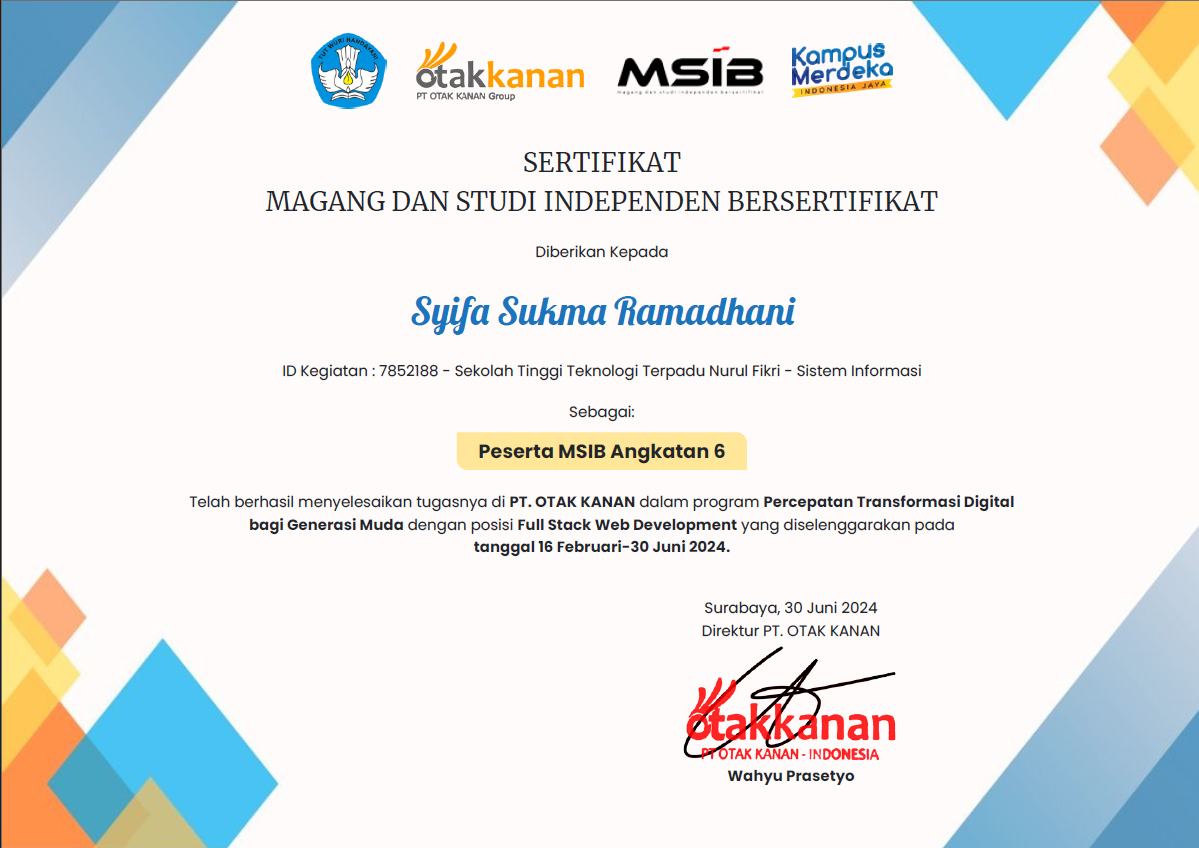 TUT WURI HANDAYANI
otakkanan
PT OTAK KANAN Group
MSIB
magang dan studi independen bersertifikat
Kampus
Merdeka
INDONESIA JAYA
SERTIFIKAT
MAGANG DAN STUDI INDEPENDEN BERSERTIFIKAT
Diberikan Kepada
Syifa Sukma Ramadhani
ID Kegiatan : 7852188 - Sekolah Tinggi Teknologi Terpadu Nurul Fikri - Sistem Informasi
Sebagai:
Peserta MSIB Angkatan 6
Telah berhasil menyelesaikan tugasnya di PT. OTAK KANAN dalam program Percepatan Transformasi Digital
bagi Generasi Muda dengan posisi Full Stack Web Development yang diselenggarakan pada
tanggal 16 Februari-30 Juni 2024.
Surabaya, 30 Juni 2024
Direktur PT. OTAK KANAN
otakkanan
PT OTAK KANAN - INDONESIA
Wahyu Prasetyo